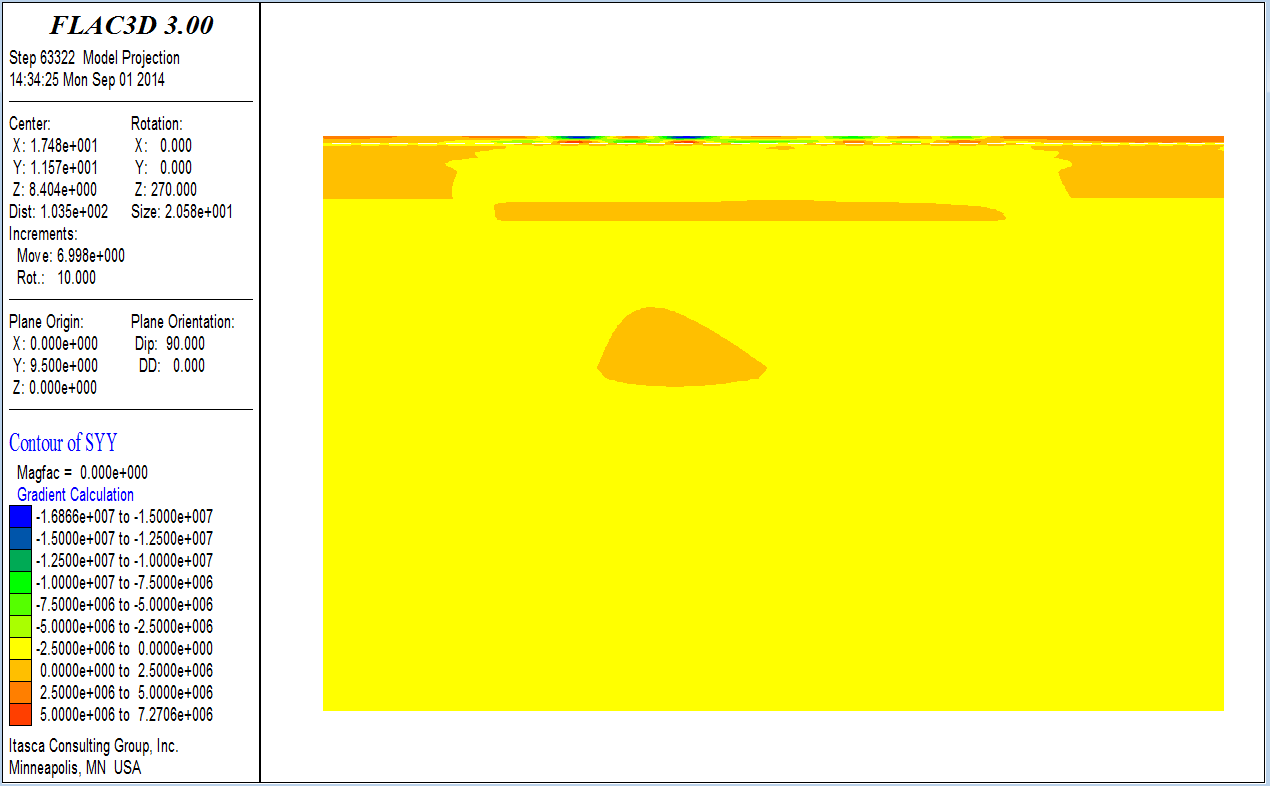 FLAC3D 3.00
Step 63322  Model Projection
14:34:25 Mon Sep 01 2014
Center: Rotation:
X: 1.748e+001 X: 0.000
Y: 1.157e+001 Y: 0.000
Z: 8.404e+000 Z: 270.000
Dist: 1.035e+002 Size: 2.058e+001
Increments:
Move: 6.998e+000
Rot.: 10.000
Plane Origin: Plane Orientation:
X: 0.000e+000 Dip: 90.000
Y: 9.500e+000 DD: 0.000
Z: 0.000e+000
Contour of SYY
Magfac = 0.000e+000
Gradient Calculation
-1.6866e+007 to -1.5000e+007
-1.5000e+007 to -1.2500e+007
-1.2500e+007 to -1.0000e+007
-1.0000e+007 to -7.5000e+006
-7.5000e+006 to -5.0000e+006
-5.0000e+006 to -2.5000e+006
-2.5000e+006 to 0.0000e+000
0.0000e+000 to 2.5000e+006
2.5000e+006 to 5.0000e+006
5.0000e+006 to 7.2706e+006
Itasca Consulting Group, Inc.
Minneapolis, MN  USA